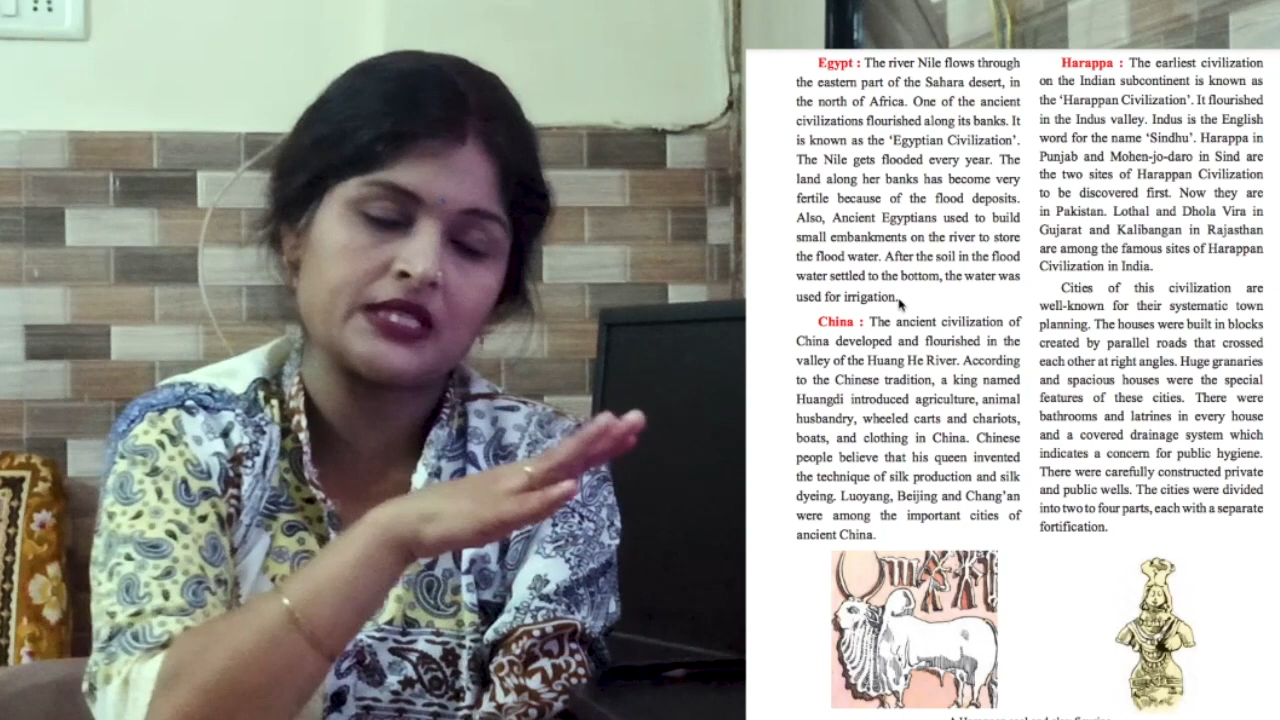 Egypt : The river Nile flows through
the eastern part of the Sahara desert, in
the north of Africa. One of the ancient
civilizations flourished along its banks. It
is known as the ‘Egyptian Civilization’.
The Nile gets flooded every year. The
land along her banks has become very
fertile because of the flood deposits.
Also, Ancient Egyptians used to build
small embankments on the river to store
the flood water. After the soil in the flood
water settled to the bottom, the water was
used for irrigation.
China : The ancient civilization of
China developed and flourished in the
valley of the Huang He River. According
to the Chinese tradition, a king named
Huangdi introduced agriculture, animal
husbandry, wheeled carts and chariots,
boats, and clothing in China. Chinese
people believe that his queen invented
the technique of silk production and silk
dyeing. Luoyang, Beijing and Chang’an
were among the important cities of
ancient China.
Harappa : The earliest civilization
on the Indian subcontinent is known as
the ‘Harappan Civilization’. It flourished
in the Indus valley. Indus is the English
word for the name ‘Sindhu’. Harappa in
Punjab and Mohen-jo-daro in Sind are
the two sites of Harappan Civilization
to be discovered first. Now they are
in Pakistan. Lothal and Dhola Vira in
Gujarat and Kalibangan in Rajasthan
are among the famous sites of Harappan
Civilization in India.
Cities of this civilization are
well-known for their systematic town
planning. The houses were built in blocks
created by parallel roads that crossed
each other at right angles. Huge granaries
and spacious houses were the special
features of these cities. There were
bathrooms and latrines in every house
and a covered drainage system which
indicates a concern for public hygiene.
There were carefully constructed private
and public wells. The cities were divided
into two to four parts, each with a separate
fortification.